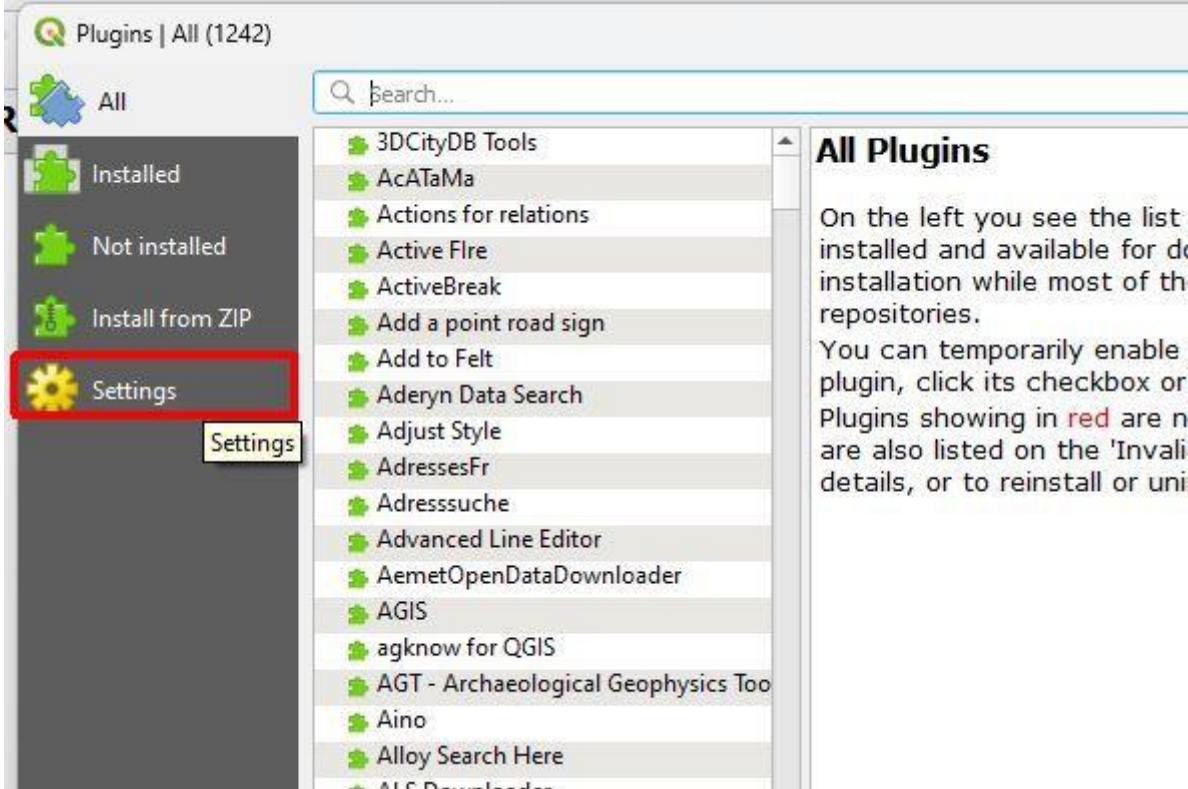 Plugins | All (1242)
All
Installed
Not installed
Install from ZIP
Settings
Settings
Search...
3DCityDB Tools
AcATaMa
Actions for relations
Active FIre
ActiveBreak
Add a point road sign
Add to Felt
Aderyn Data Search
Adjust Style
AdressesFr
Adresssuche
Advanced Line Editor
AemetOpenDataDownloader
AGIS
agknow for QGIS
AGT - Archaeological Geophysics Too
Aino
Alloy Search Here
All Plugins
On the left you see the list
installed and available for do
installation while most of th
repositories.
You can temporarily enable
plugin, click its checkbox or
Plugins showing in red are n
are also listed on the 'Invali
details, or to reinstall or uni